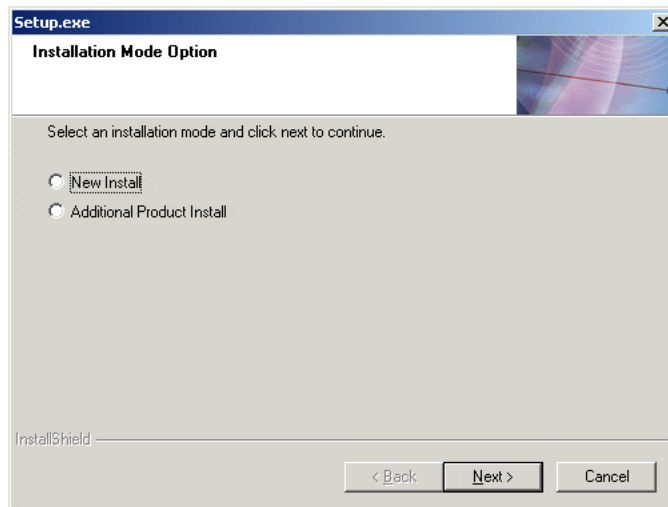 Setup.exe
Installation Mode Option
Select an installation mode and click next to continue.
New Install
Additional Product Install
InstallShield
< Back Next > Cancel